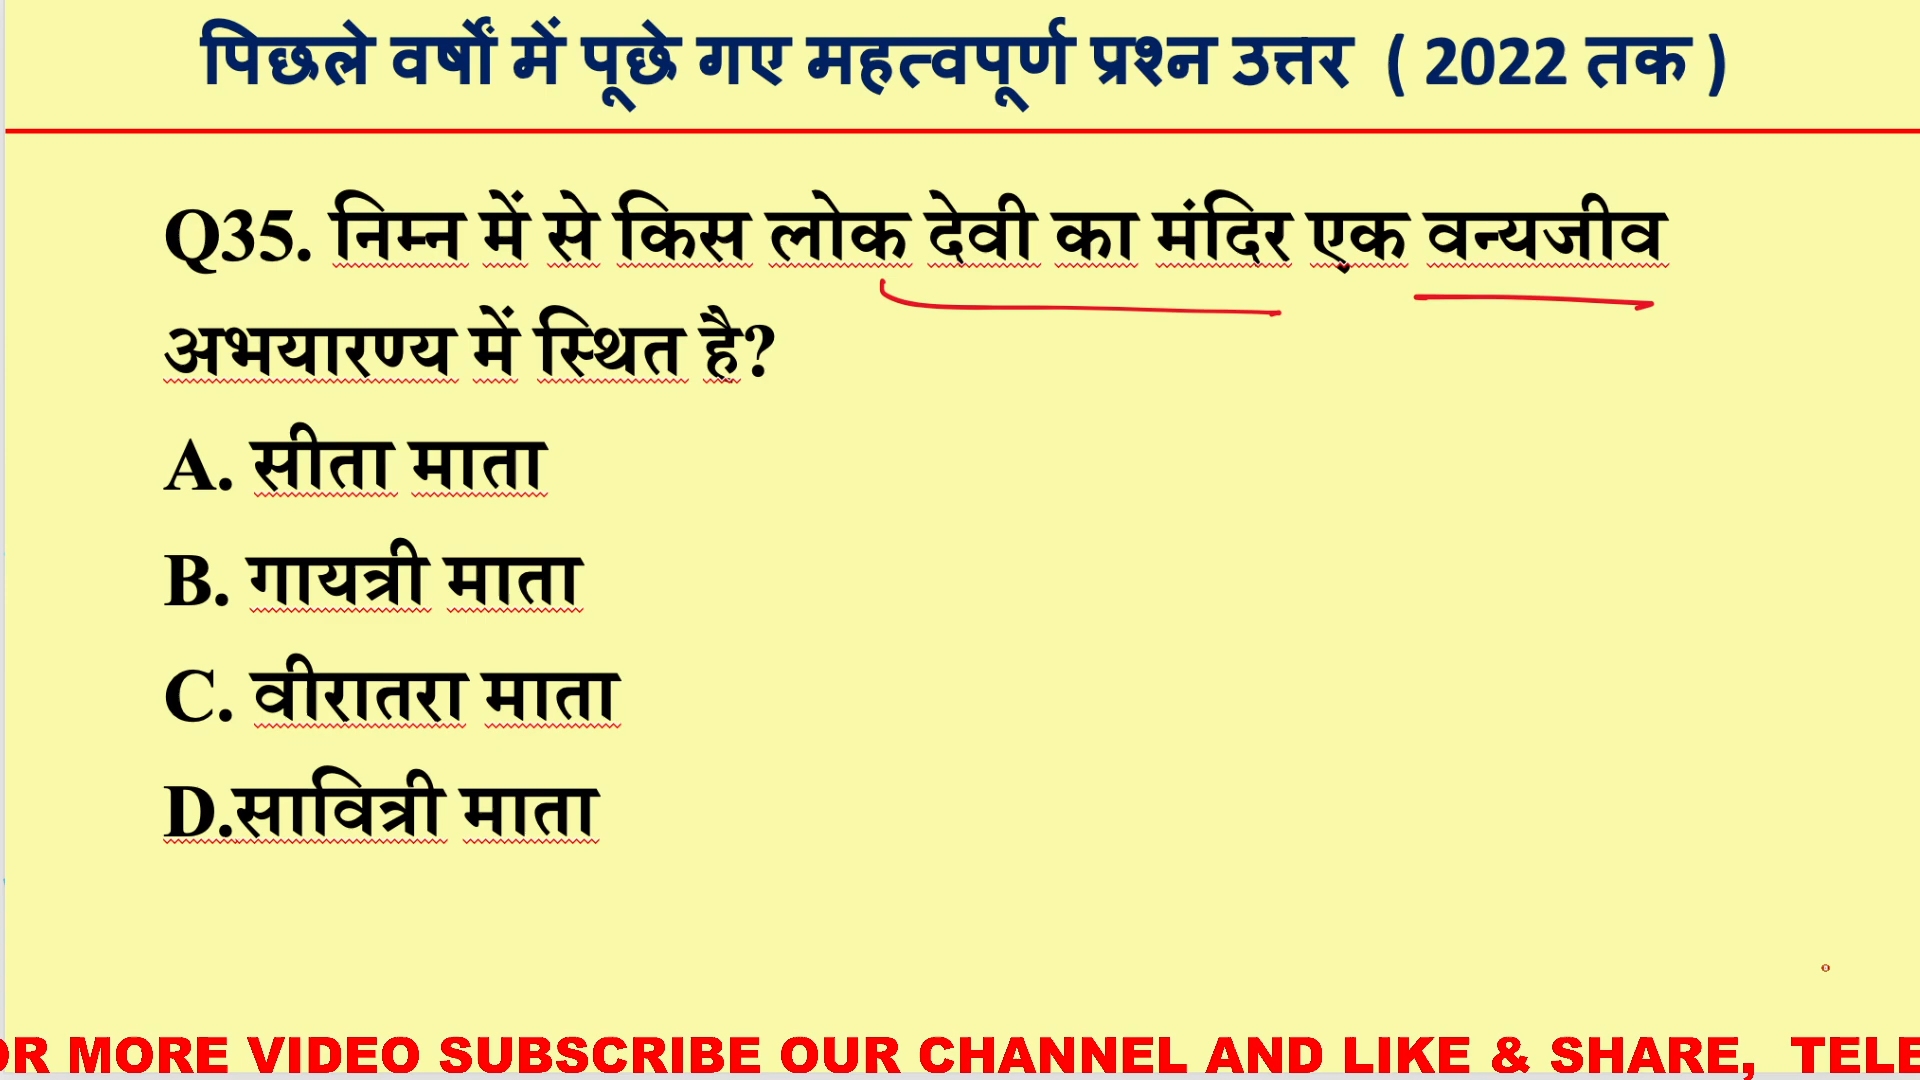 पिछले वर्षों में पूछे गए महत्वपूर्ण प्रश्न उत्तर ( 2022 तक )
Q35. निम्न में से किस लोक देवी का मंदिर एक वन्यजीव
अभयारण्य में स्थित है?
A. सीता माता
B. गायत्री माता
C. वीरातरा माता
D.सावित्री माता
OR MORE VIDEO SUBSCRIBE OUR CHANNEL AND LIKE & SHARE, TELE